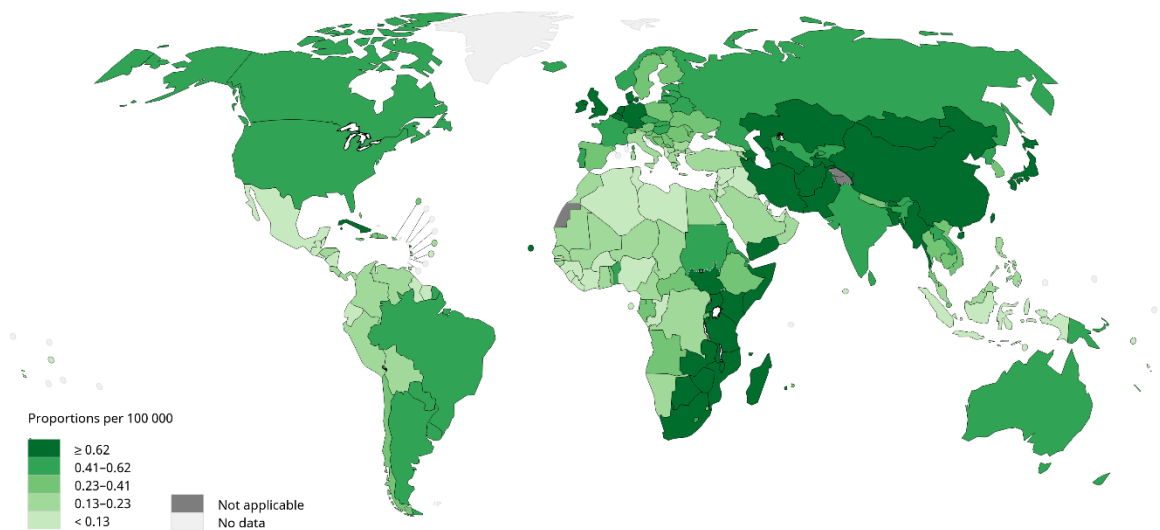 Proportions per 100 000
≥ 0.62
0.41–0.62
0.23–0.41
0.13–0.23
< 0.13
Not applicable
No data